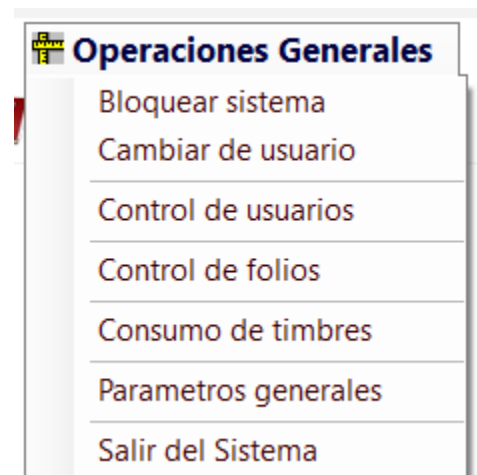 Operaciones Generales
Bloquear sistema
Cambiar de usuario
Control de usuarios
Control de folios
Consumo de timbres
Parametros generales
Salir del Sistema